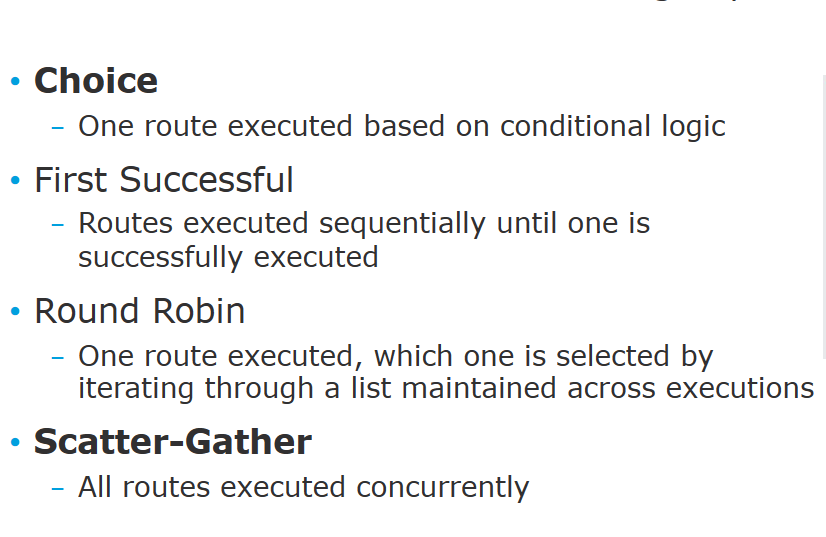 • Choice
– One route executed based on conditional logic
• First Successful
– Routes executed sequentially until one is
successfully executed
• Round Robin
– One route executed, which one is selected by
iterating through a list maintained across executions
• Scatter-Gather
– All routes executed concurrently